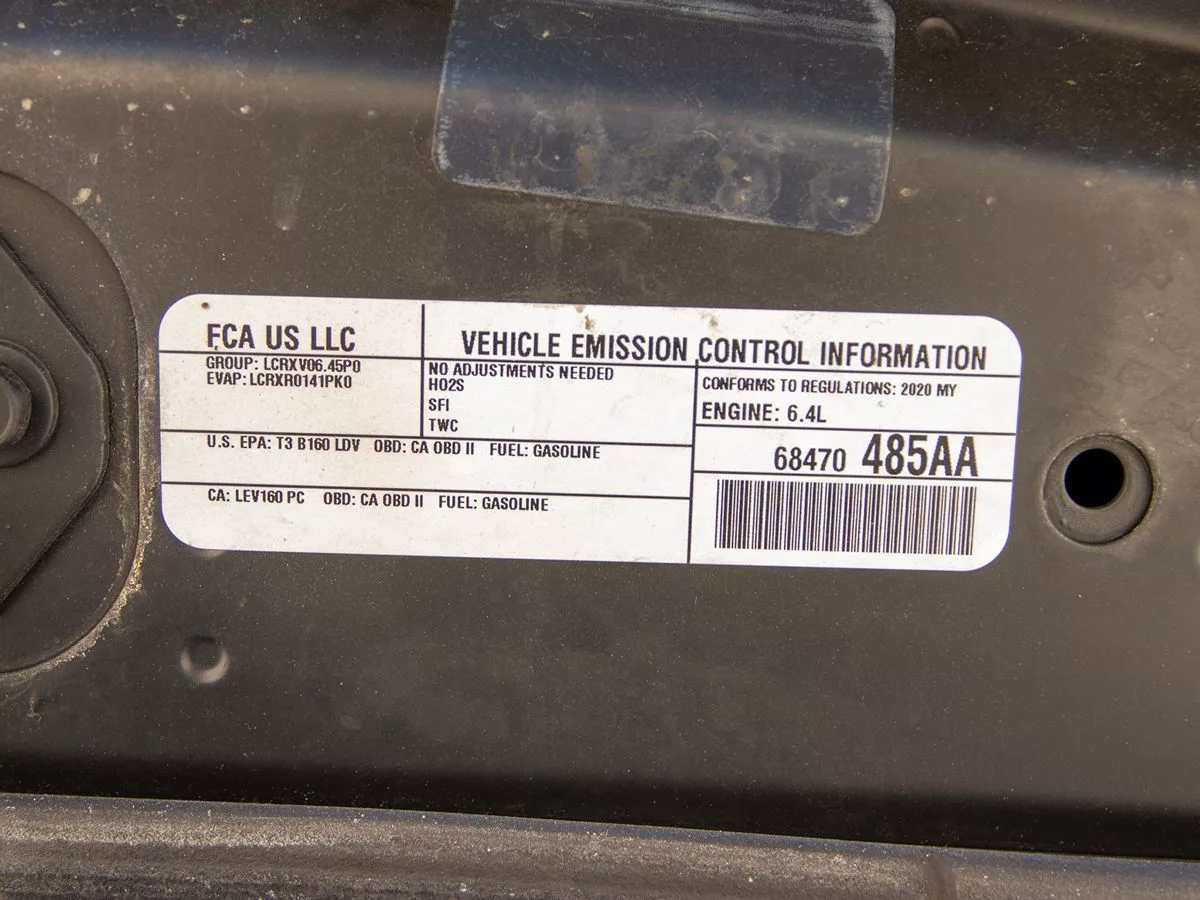 FCA US LLC
VEHICLE EMISSION CONTROL INFORMATION
GROUP: LCRXV06.45P0
EVAP: LCRXR0141PK0
NO ADJUSTMENTS NEEDED
HO2S
SFI
TWC
CONFORMS TO REGULATIONS: 2020 MY
ENGINE: 6.4L
U.S. EPA: T3 B160 LDV OBD: CA OBD II FUEL: GASOLINE
68470 485AA
CA: LEV160 PC OBD: CA OBD II FUEL: GASOLINE